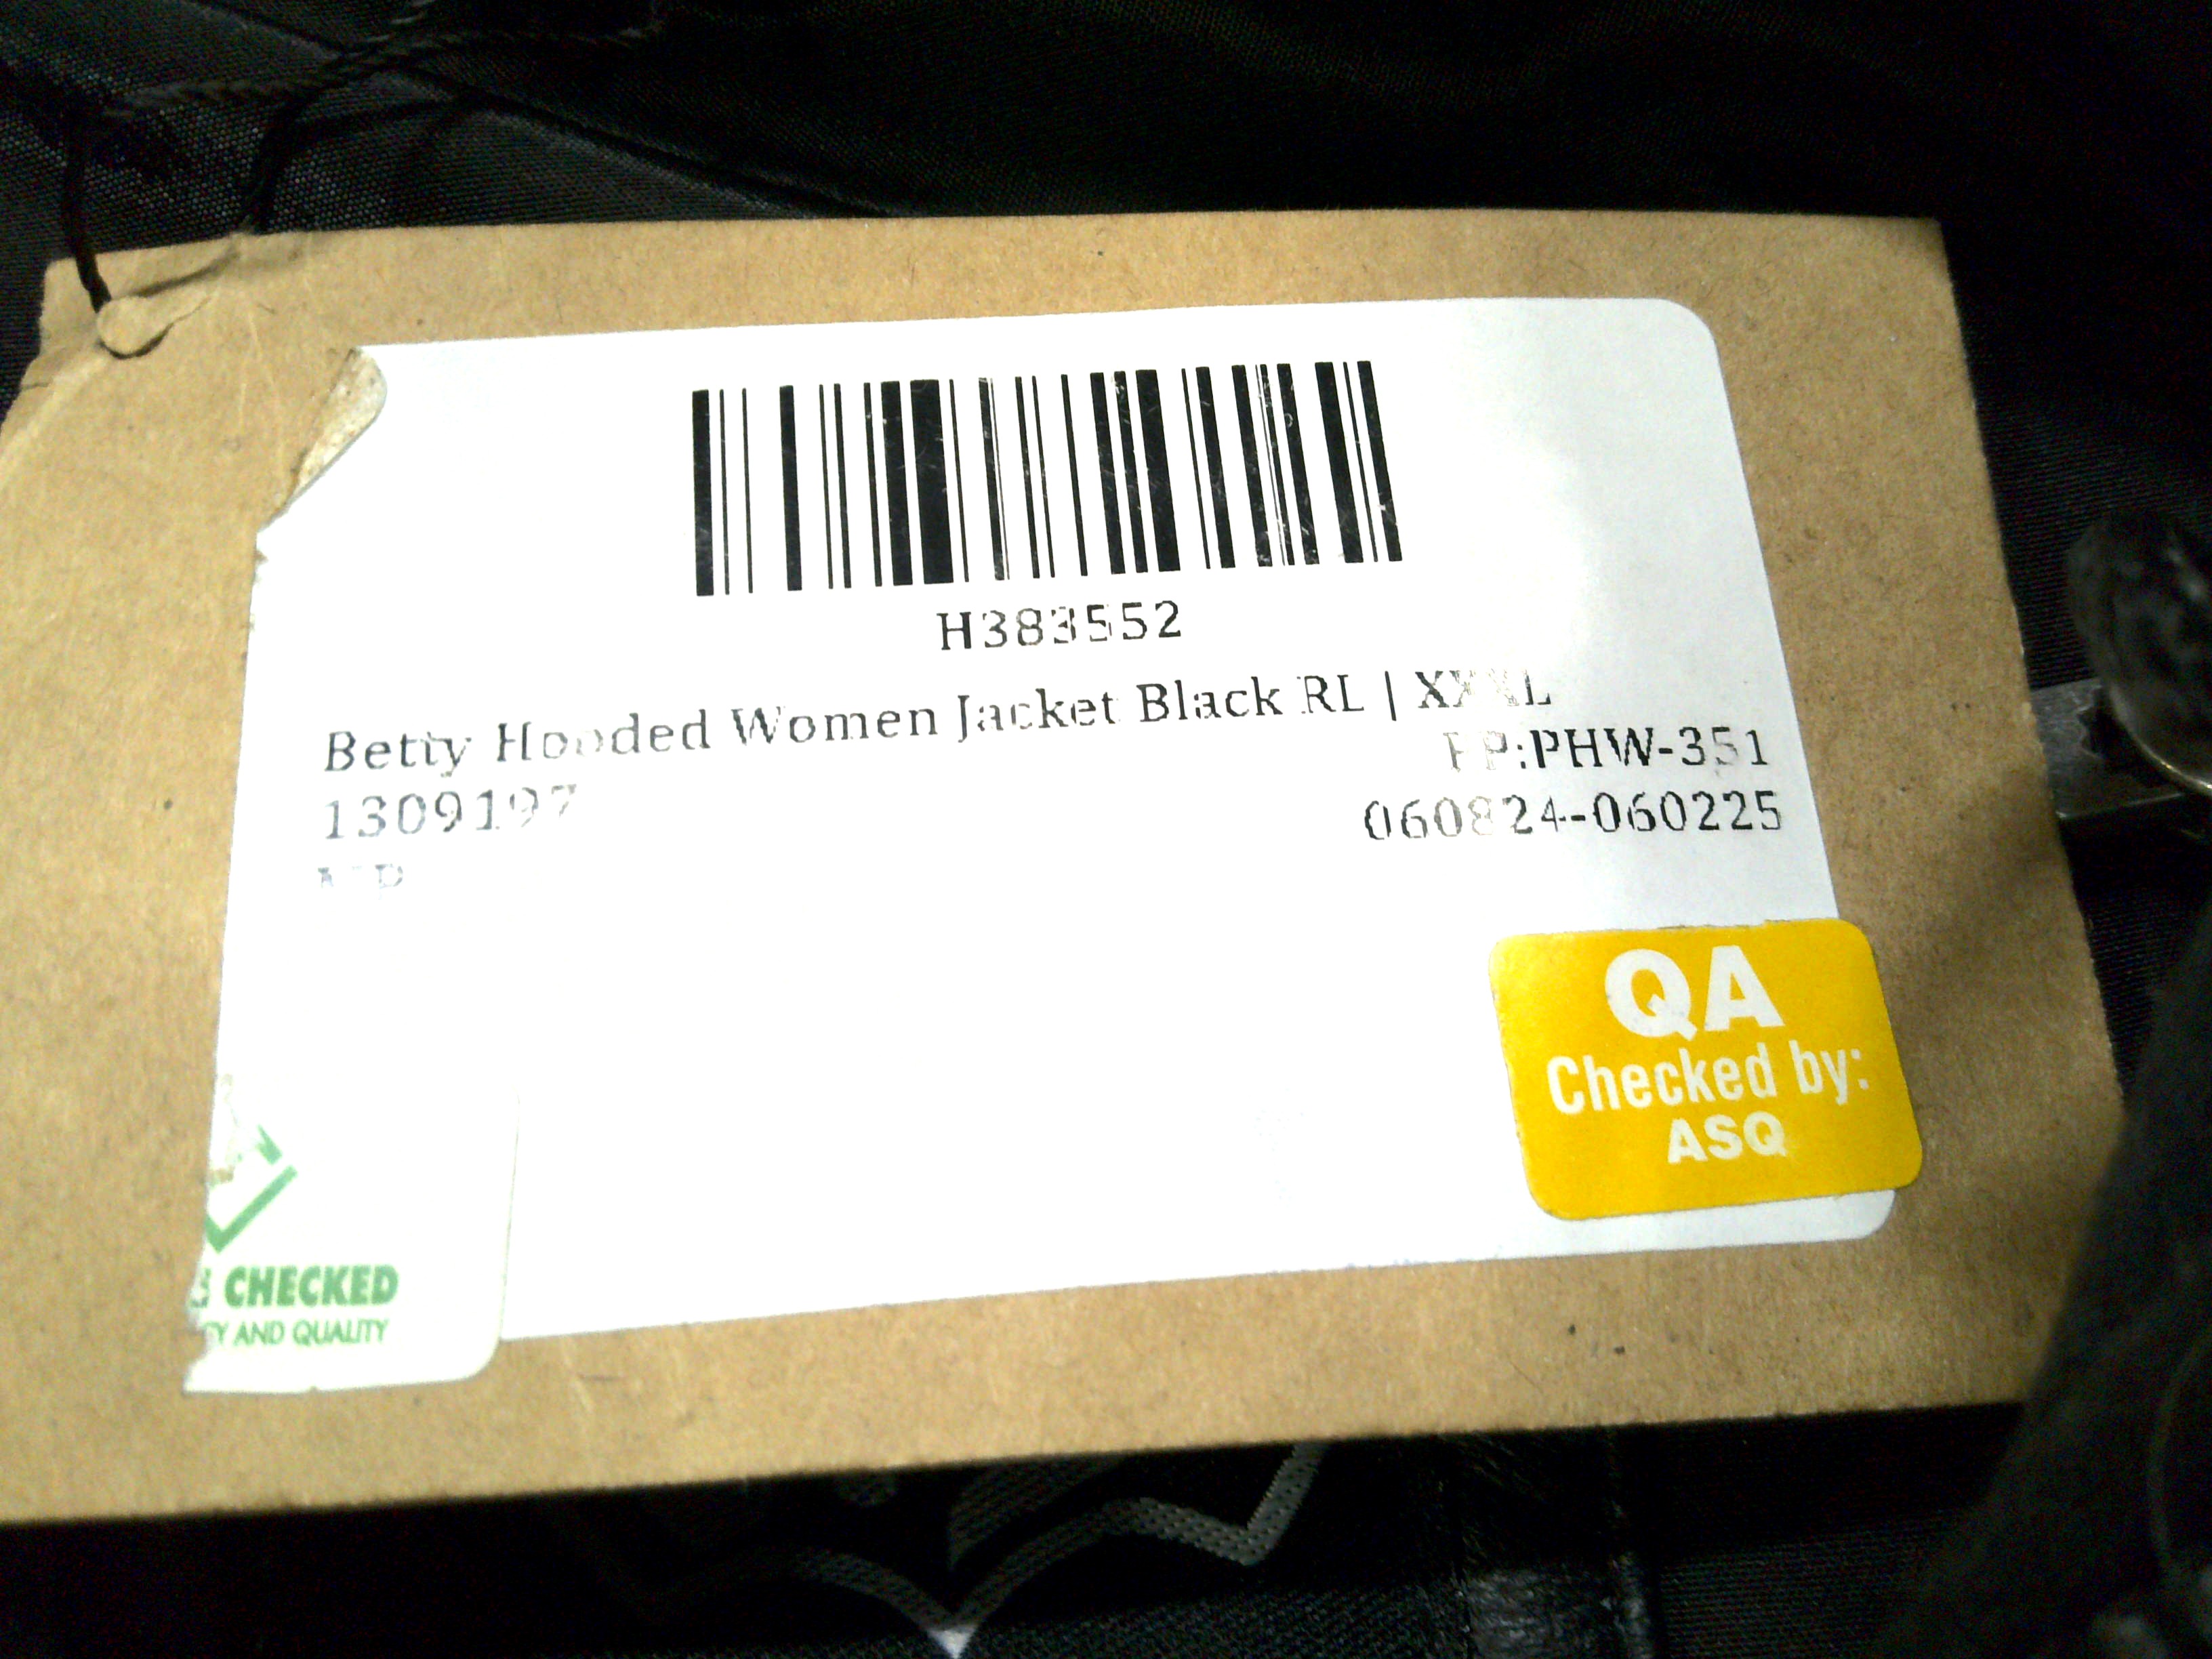 H383552
Betty Hooded Women Jacket Black RL | XXXL
PP:PHW-351
1309197
060824-060225
QA
Checked by:
ASQ
CHECKED
AND QUALITY